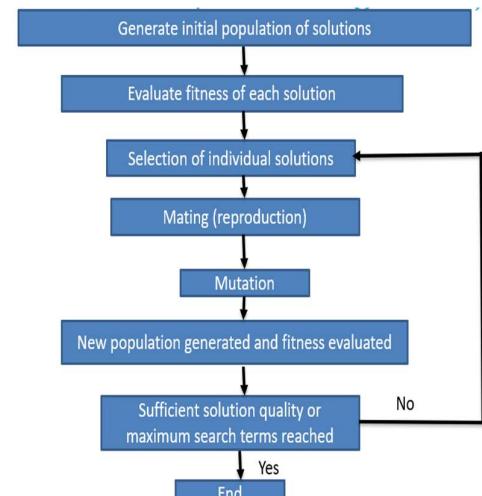 Generate initial population of solutions
Evaluate fitness of each solution
Selection of individual solutions
Mating (reproduction)
Mutation
New population generated and fitness evaluated
Sufficient solution quality or
maximum search terms reached
No
Yes
End